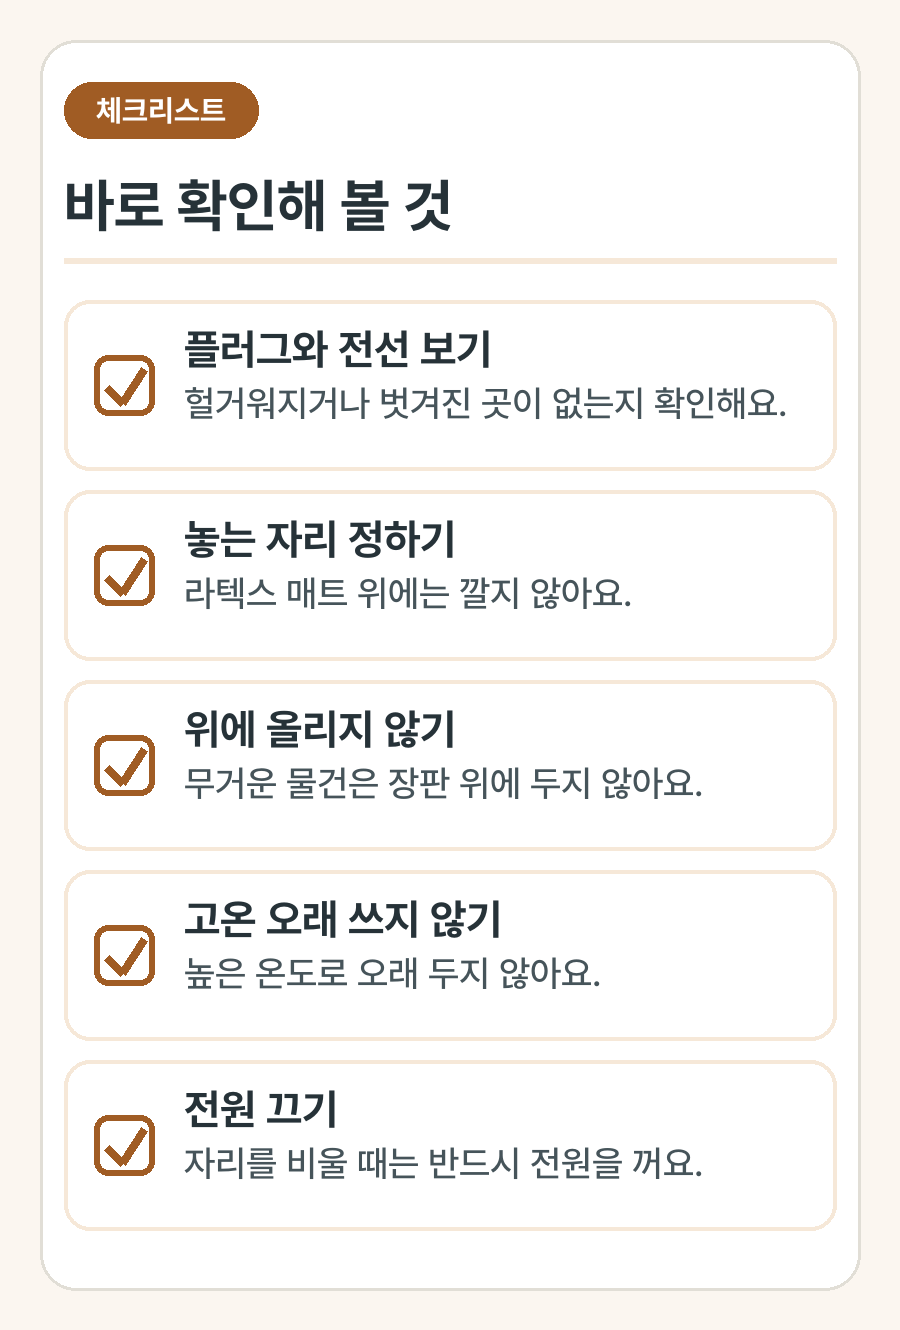 체크리스트
바로 확인해 볼 것
플러그와 전선 보기
헐거워지거나 벗겨진 곳이 없는지 확인해요.
놓는 자리 정하기
라텍스 매트 위에는 깔지 않아요.
위에 올리지 않기
무거운 물건은 장판 위에 두지 않아요.
고온 오래 쓰지 않기
높은 온도로 오래 두지 않아요.
전원 끄기
자리를 비울 때는 반드시 전원을 꺼요.